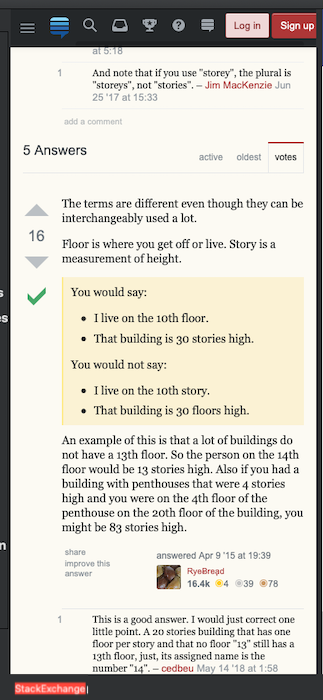 Log in
Sign up
at 5:18
1
And note that if you use "storey", the plural is
"storeys", not "stories". – Jim MacKenzie Jun
25 '17 at 15:33
add a comment
5 Answers
active oldest votes
The terms are different even though they can be
interchangeably used a lot.
16
Floor is where you get off or live. Story is a
measurement of height.
You would say:
• I live on the 10th floor.
• That building is 30 stories high.
You would not say:
• I live on the 10th story.
• That building is 30 floors high.
An example of this is that a lot of buildings do
not have a 13th floor. So the person on the 14th
floor would be 13 stories high. Also if you had a
building with penthouses that were 4 stories
high and you were on the 4th floor of the
penthouse on the 20th floor of the building, you
might be 83 stories high.
share
improve this
answer
answered Apr 9 '15 at 19:39
RyeBread
16.4k 4 39 78
1
This is a good answer. I would just correct one
little point. A 20 stories building that has one
floor per story and that no floor "13" still has a
13th floor, just, its assigned name is the
number "14". – cedbeu May 14 '18 at 1:58
StackExchange